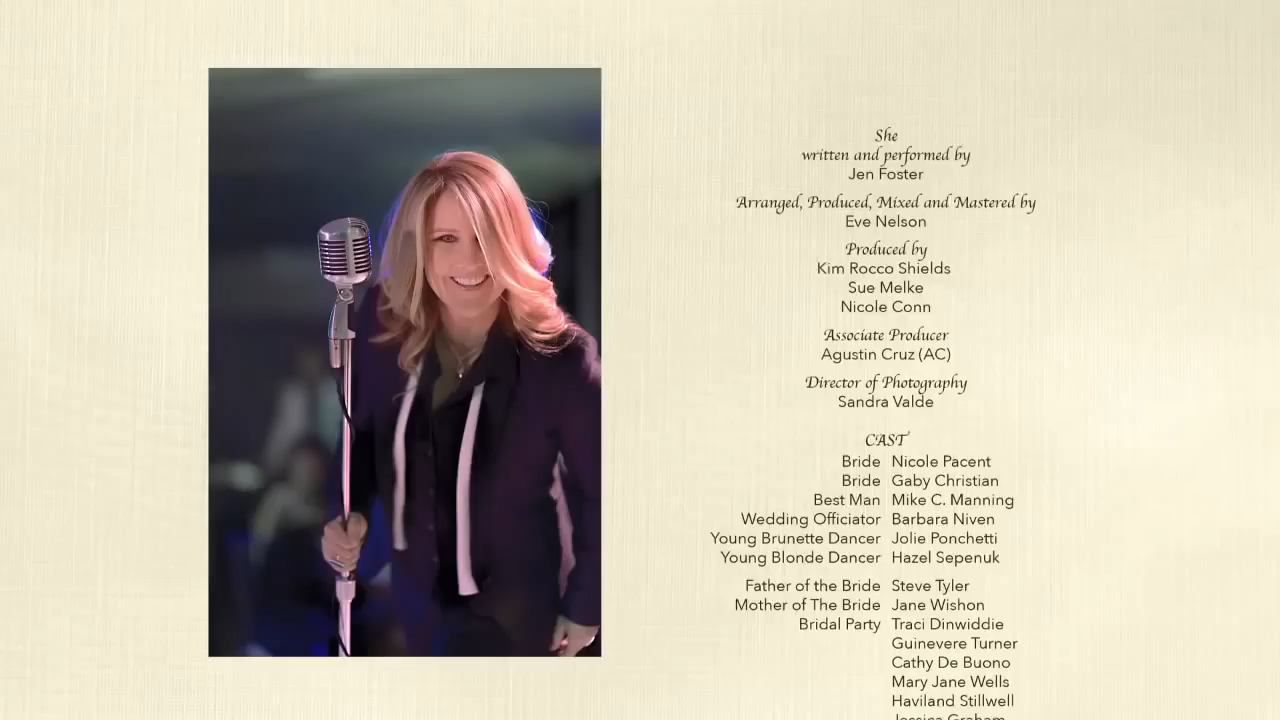 She
written and performed by
Jen Foster
Arranged, Produced, Mixed and Mastered by
Eve Nelson
Produced by
Kim Rocco Shields
Sue Melke
Nicole Conn
Associate Producer
Agustin Cruz (AC)
Director of Photography
Sandra Valde
CAST
Bride Nicole Pacent
Bride Gaby Christian
Best Man Mike C. Manning
Wedding Officiator Barbara Niven
Young Brunette Dancer Jolie Ponchetti
Young Blonde Dancer Hazel Sepenuk
Father of the Bride Steve Tyler
Mother of The Bride Jane Wishon
Bridal Party Traci Dinwiddie
Guinevere Turner
Cathy De Buono
Mary Jane Wells
Haviland Stillwell
Jessica Graham